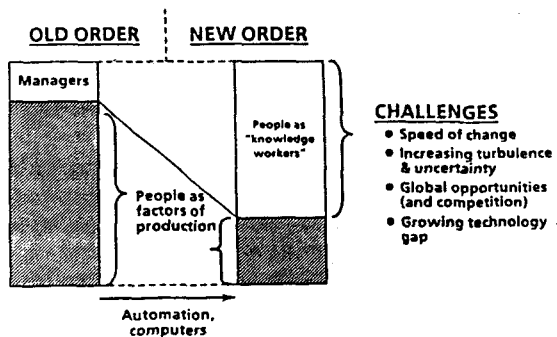 OLD ORDER
NEW ORDER
Managers
People as
"knowledge
workers"
People as
factors of
production
Automation,
computers
CHALLENGES
• Speed of change
• Increasing turbulence
& uncertainty
• Global opportunities
(and competition)
• Growing technology
gap